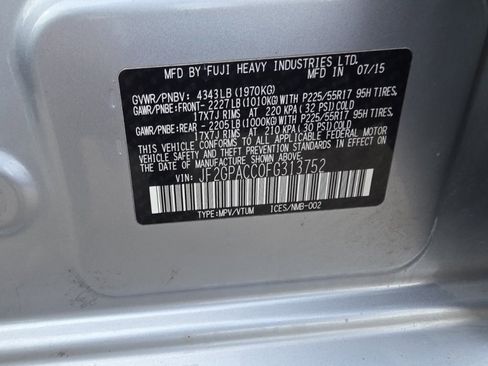 MFD BY FUJI HEAVY INDUSTRIES LTD.
MFD IN 07/15
GVWR/PNBV: 4343LB(1970KG)
GAWR/PNBE:FRONT- 2227LB(1010KG)WITH P225/55R17 95H TIRES,
17X7J RIMS AT 220 KPA(32 PSI)COLD
GAWR/PNBE:REAR - 2205LB(1000KG)WITH P225/55R17 95H TIRES,
17X7J RIMS AT 210 KPA(30 PSI)COLD
THIS VEHICLE CONFORMS TO ALL APPLICABLE FEDERAL MOTOR
VEHICLE SAFETY STANDARDS IN EFFECT ON THE
DATE OF MANUFACTURE SHOWN ABOVE.
VIN: JF2GPACC0FG313752
TYPE:MPV/VTUM ICES/NMB-002